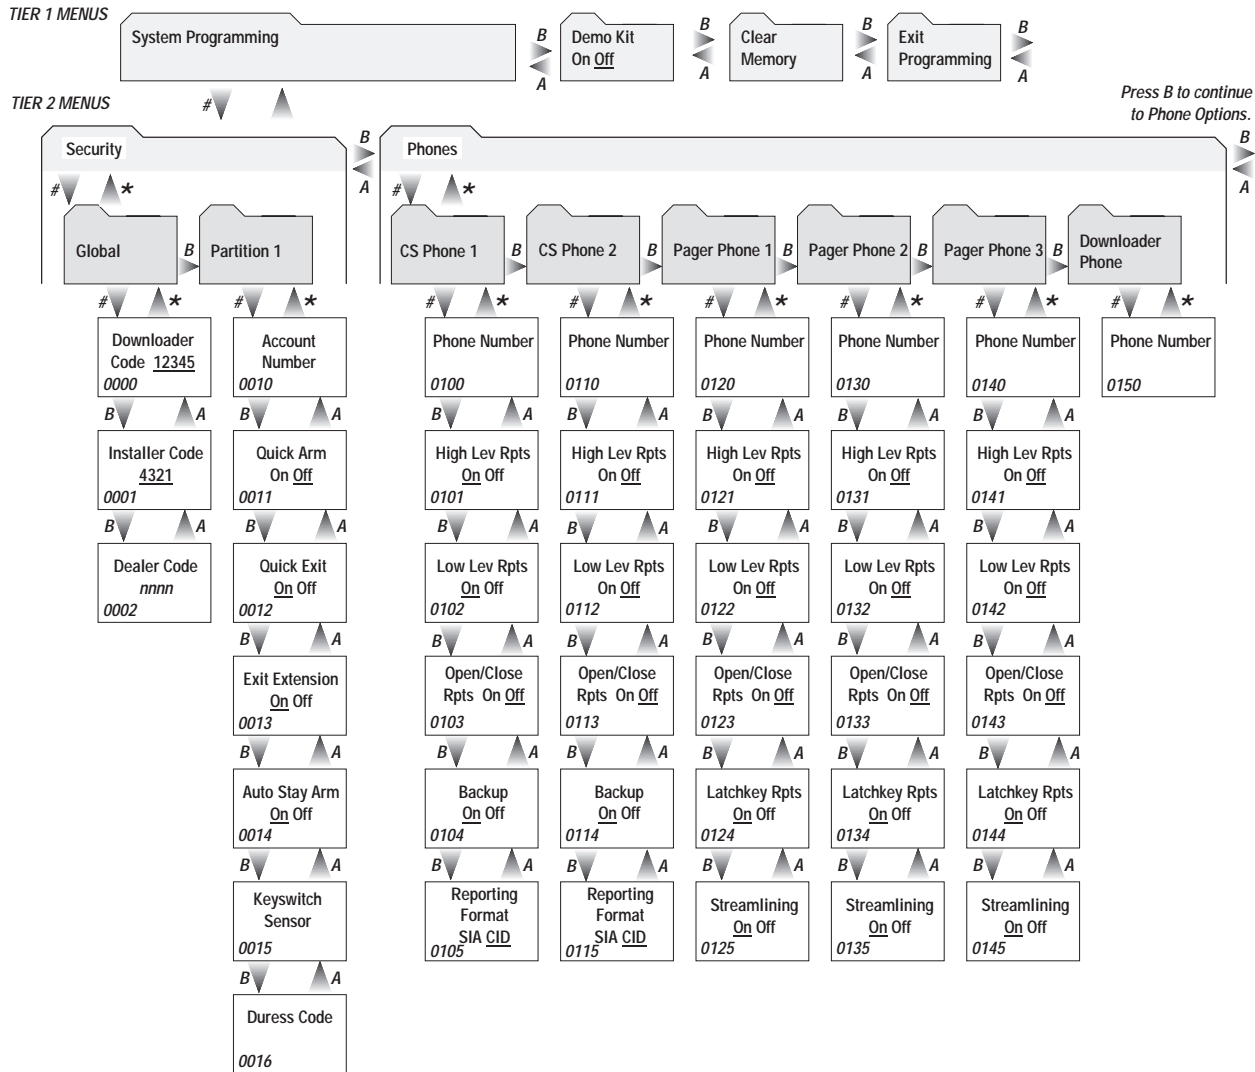 TIER 1 MENUS
System Programming
B
A
Demo Kit
On Off
B
A
Clear
Memory
B
A
Exit
Programming
B
A
TIER 2 MENUS
#
Press B to continue
to Phone Options.
Security
B
A
Phones
B
A
# *
# *
Global
B
Partition 1
CS Phone 1
B
CS Phone 2
B
Pager Phone 1
B
Pager Phone 2
B
Pager Phone 3
B
Downloader
Phone
# *
# *
# *
# *
# *
# *
# *
# *
Downloader
Code 12345
0000
Account
Number
0010
Phone Number
0100
Phone Number
0110
Phone Number
0120
Phone Number
0130
Phone Number
0140
Phone Number
0150
B A
B A
B A
B A
B A
B A
B A
Installer Code
4321
0001
Quick Arm
On Off
0011
High Lev Rpts
On Off
0101
High Lev Rpts
On Off
0111
High Lev Rpts
On Off
0121
High Lev Rpts
On Off
0131
High Lev Rpts
On Off
0141
B A
B A
B A
B A
B A
B A
B A
Dealer Code
nnnn
0002
Quick Exit
On Off
0012
Low Lev Rpts
On Off
0102
Low Lev Rpts
On Off
0112
Low Lev Rpts
On Off
0122
Low Lev Rpts
On Off
0132
Low Lev Rpts
On Off
0142
B A
B A
B A
B A
B A
B A
Exit Extension
On Off
0013
Open/Close
Rpts On Off
0103
Open/Close
Rpts On Off
0113
Open/Close
Rpts On Off
0123
Open/Close
Rpts On Off
0133
Open/Close
Rpts On Off
0143
B A
B A
B A
B A
B A
B A
Auto Stay Arm
On Off
0014
Backup
On Off
0104
Backup
On Off
0114
Latchkey Rpts
On Off
0124
Latchkey Rpts
On Off
0134
Latchkey Rpts
On Off
0144
B A
B A
B A
B A
B A
B A
Keyswitch
Sensor
0015
Reporting
Format
SIA CID
0105
Reporting
Format
SIA CID
0115
Streamlining
On Off
0125
Streamlining
On Off
0135
Streamlining
On Off
0145
B A
Duress Code
0016